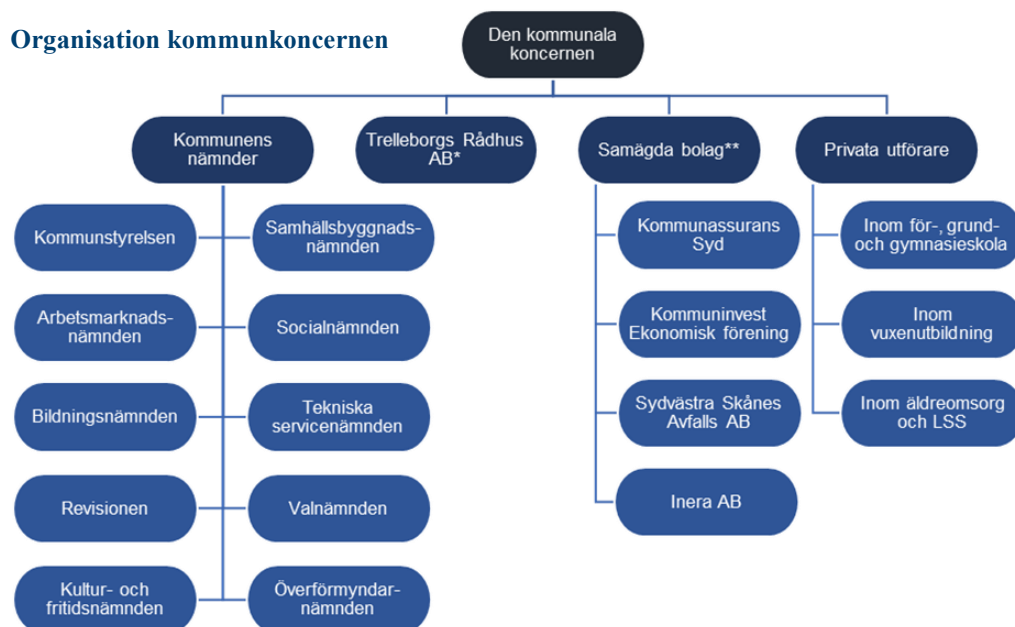 Organisation kommunkoncernen
Den kommunala
koncernen
Kommunens
nämnder
Trelleborgs Rådhus
AB*
Samägda bolag**
Privata utförare
Kommunstyrelsen
Samhällsbyggnads-
nämnden
Arbetsmarknads-
nämnden
Socialnämnden
Bildningsnämnden
Tekniska
servicenämnden
Revisionen
Valnämnden
Kultur- och
fritidsnämnden
Överförmyndar-
nämnden
Kommunassurans
Syd
Kommuninvest
Ekonomisk förening
Sydvästra Skånes
Avfalls AB
Inera AB
Inom för-, grund-
och gymnasieskola
Inom
vuxenutbildning
Inom äldreomsorg
och LSS